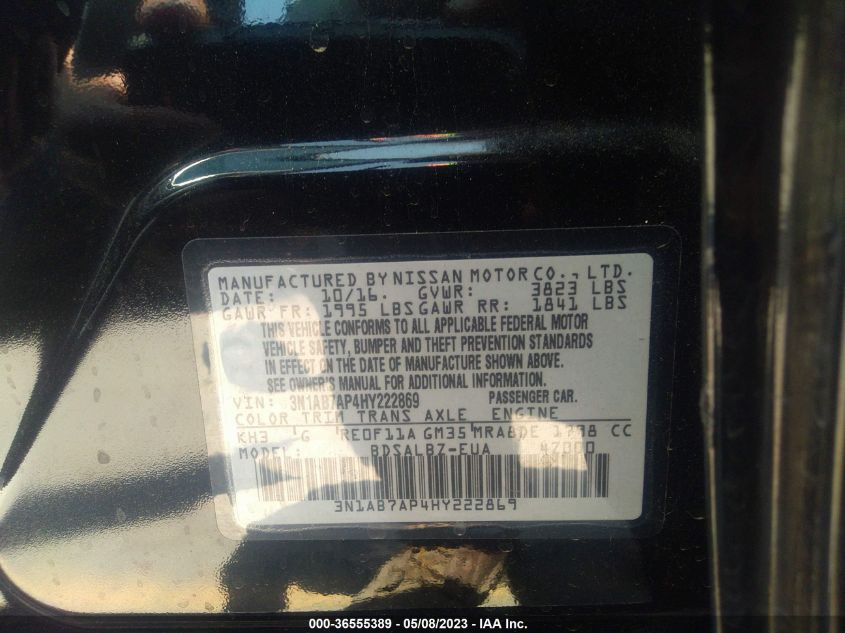 MANUFACTURED BY NISSAN MOTOR CO., LTD.
DATE: 10/16. GVWR: 3823 LBS
GAWR FR: 1995 LBS GAWR RR: 1841 LBS
THIS VEHICLE CONFORMS TO ALL APPLICABLE FEDERAL MOTOR
VEHICLE SAFETY, BUMPER AND THEFT PREVENTION STANDARDS
IN EFFECT ON THE DATE OF MANUFACTURE SHOWN ABOVE.
SEE OWNER'S MANUAL FOR ADDITIONAL INFORMATION.
VIN: 3N1AB7AP4HY222869 PASSENGER CAR.
COLOR TRIM TRANS AXLE ENGINE
KH3 G RE0F11A GM35 MRA8DE 1798 CC
MODEL: BDSALBZ-EUA 47000
3N1AB7AP4HY222869
000-36555389 - 05/08/2023 - IAA Inc.